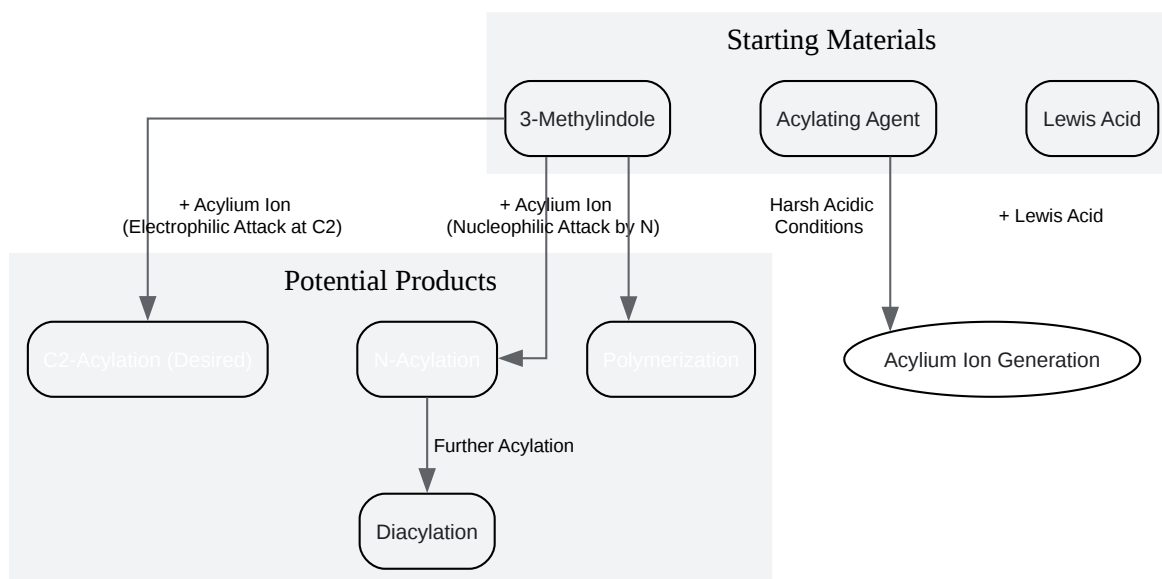 Starting Materials
3-Methylindole
Acylating Agent
Lewis Acid
+ Acylium Ion
(Electrophilic Attack at C2)
+ Acylium Ion
(Nucleophilic Attack by N)
Harsh Acidic
Conditions
+ Lewis Acid
Potential Products
C2-Acylation (Desired)
N-Acylation
Polymerization
Acylium Ion Generation
Further Acylation
Diacylation